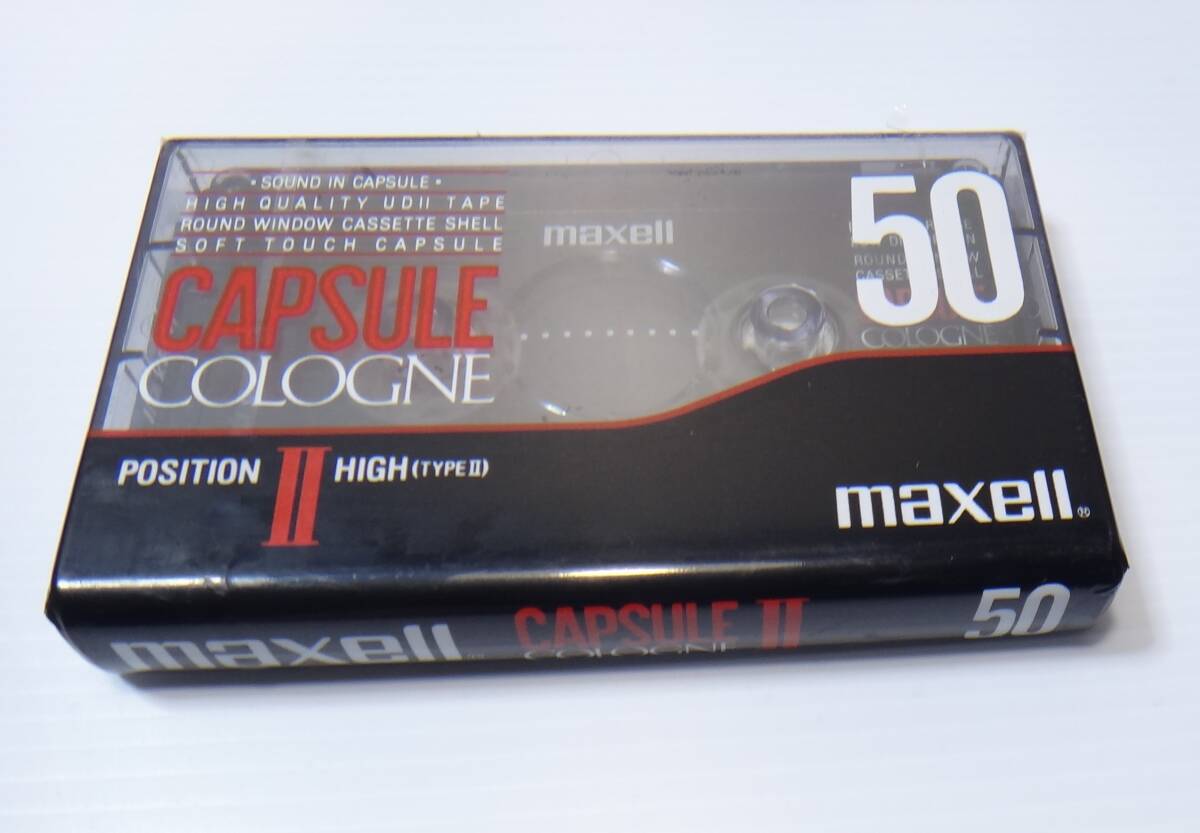 • SOUND IN CAPSULE •
HIGH QUALITY UDII TAPE
ROUND WINDOW CASSETTE SHELL
SOFT TOUCH CAPSULE
CAPSULE
COLOGNE
maxell
50
ROUND
COLOGNE
POSITION II HIGH (TYPE II)
maxell®
maxell CAPSULE II 50
COLOGNE